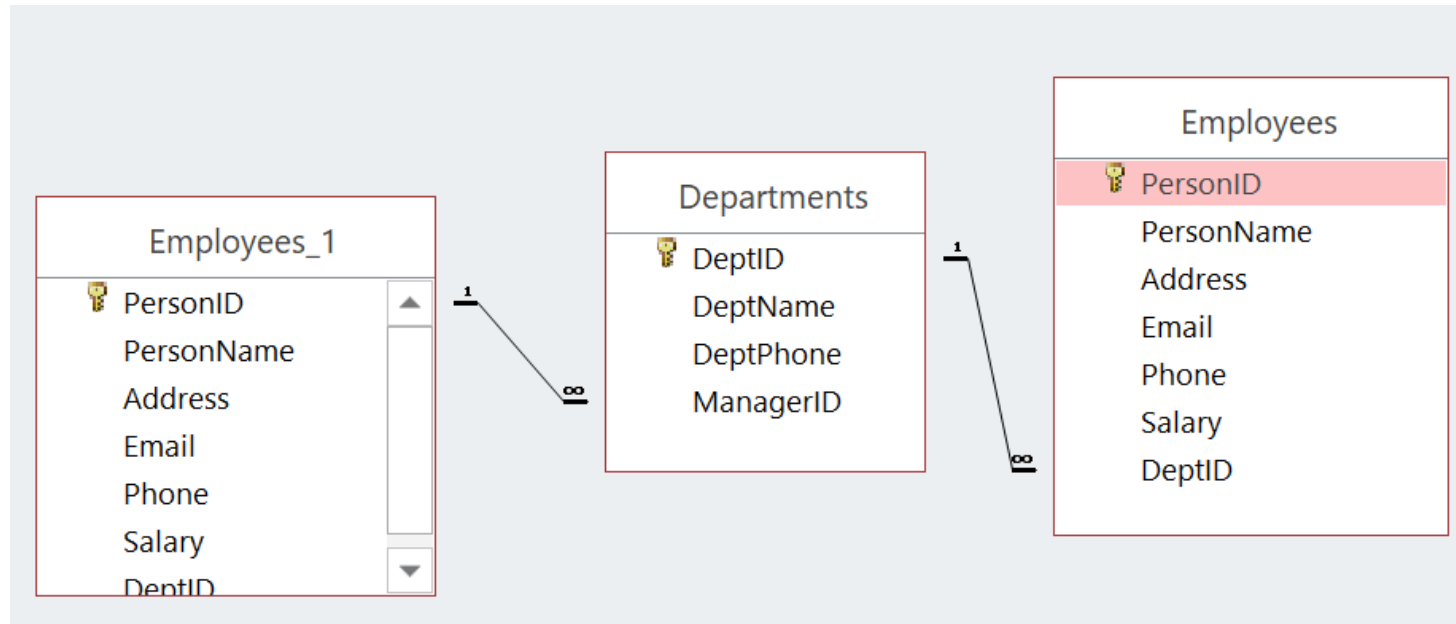 Employees_1
PersonID
PersonName
Address
Email
Phone
Salary
DeptID
1
∞
Departments
DeptID
DeptName
DeptPhone
ManagerID
1
∞
Employees
PersonID
PersonName
Address
Email
Phone
Salary
DeptID